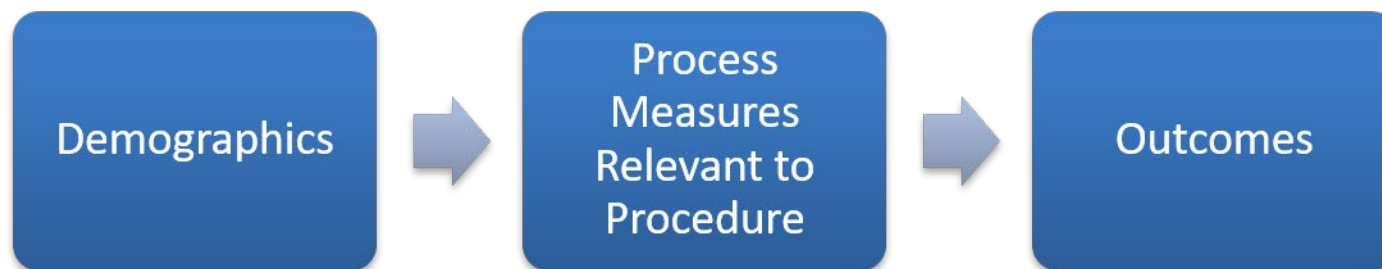 Demographics
Process
Measures
Relevant to
Procedure
Outcomes